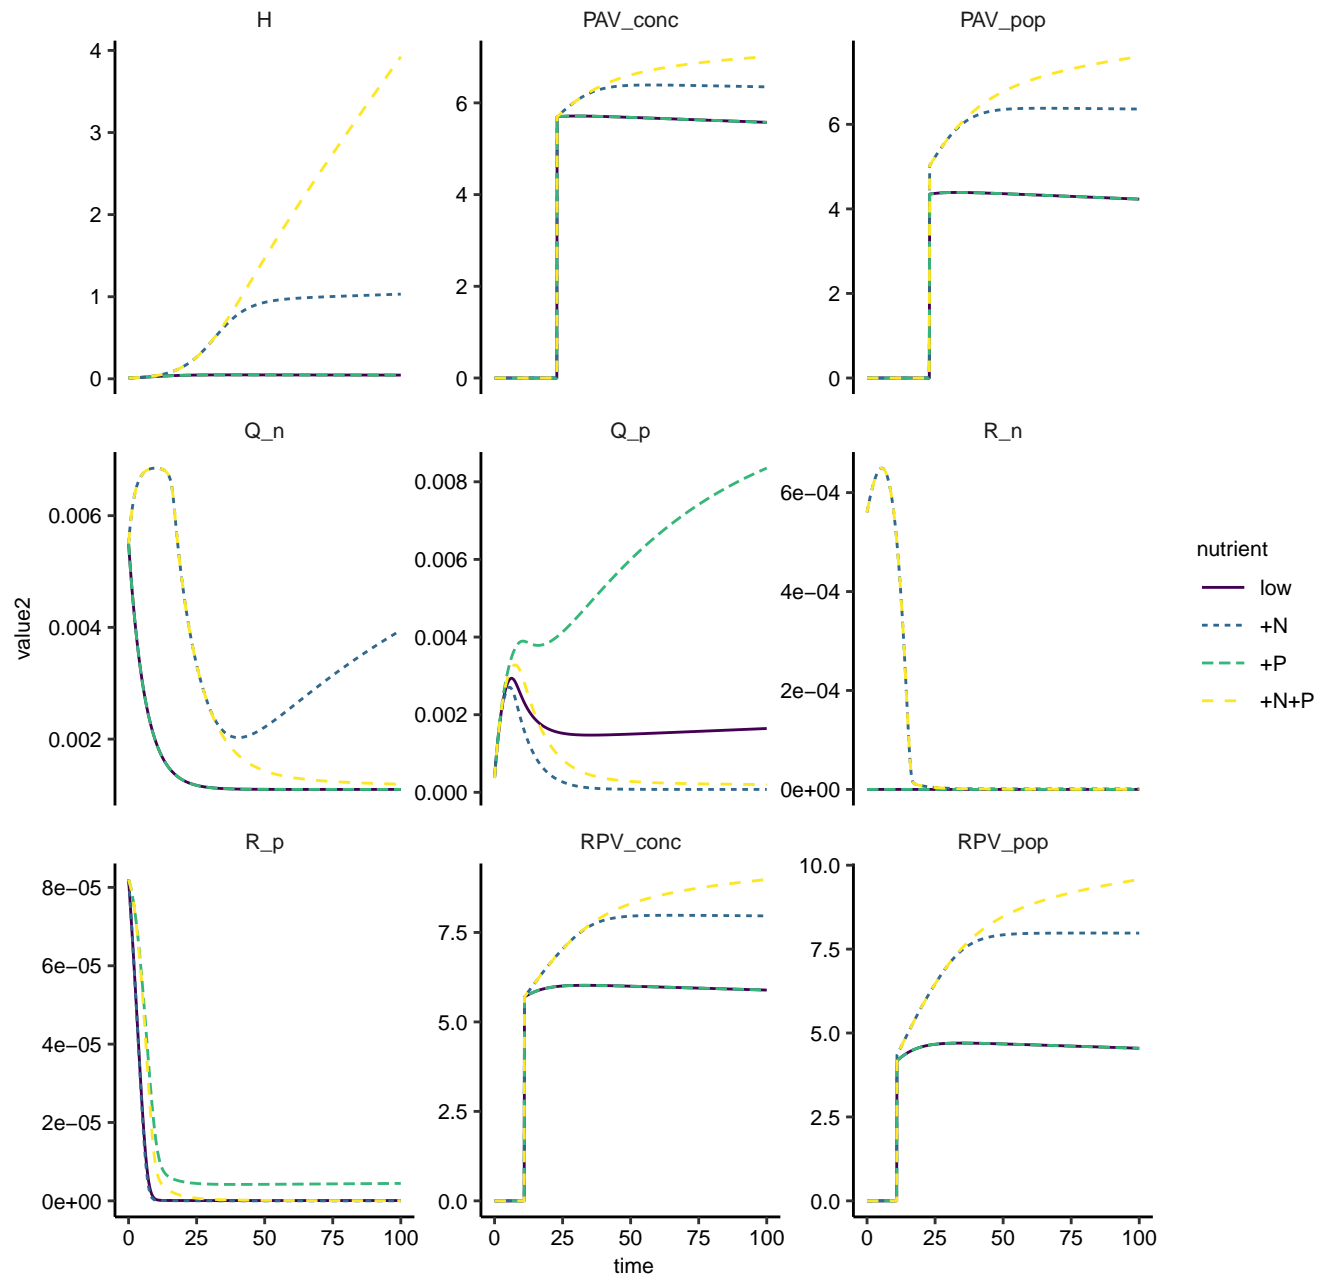 H
PAV_conc
PAV_pop
4
3
2
1
0
6
4
2
0
6
4
2
0
Q_n
Q_p
R_n
0.006
0.004
0.002
0.008
0.006
0.004
0.002
0.000
6e−04
4e−04
2e−04
0e+00
value2
nutrient
low
+N
+P
+N+P
R_p
RPV_conc
RPV_pop
8e−05
6e−05
4e−05
2e−05
0e+00
7.5
5.0
2.5
0.0
10.0
7.5
5.0
2.5
0.0
0 25 50 75 100
0 25 50 75 100
0 25 50 75 100
time